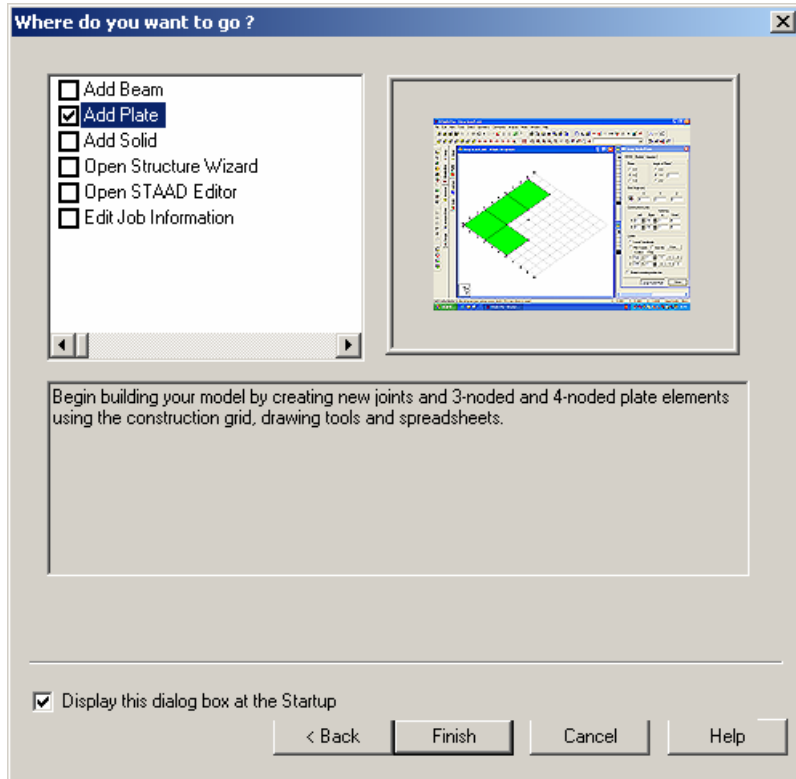 Where do you want to go ?
Add Beam
Add Plate
Add Solid
Open Structure Wizard
Open STAAD Editor
Edit Job Information
Begin building your model by creating new joints and 3-noded and 4-noded plate elements
using the construction grid, drawing tools and spreadsheets.
Display this dialog box at the Startup
< Back
Finish
Cancel
Help